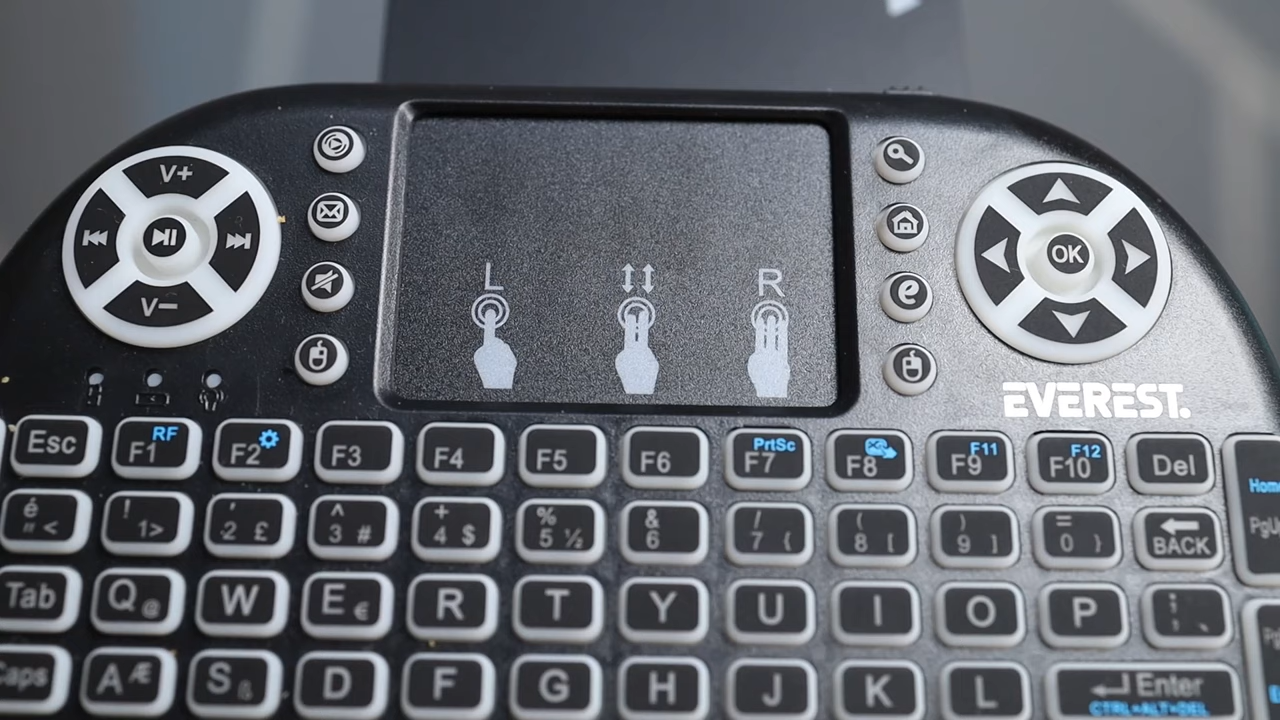 V+
V−
L R
OK
EVEREST.
Esc F1 RF F2 F3 F4 F5 F6 F7 PrtSc F8 F9 F11 F10 F12 Del
Home
é " < ! 1 > ' 2 £ ^ 3 # + 4 $ % 5 ½ & 6 / 7 { ( 8 [ ) 9 ] = 0 } BACK
PgU
Tab Q @ W E € R T Y U I O P
Caps A Æ S D F G H J K L Enter
CTRL+ALT+DEL